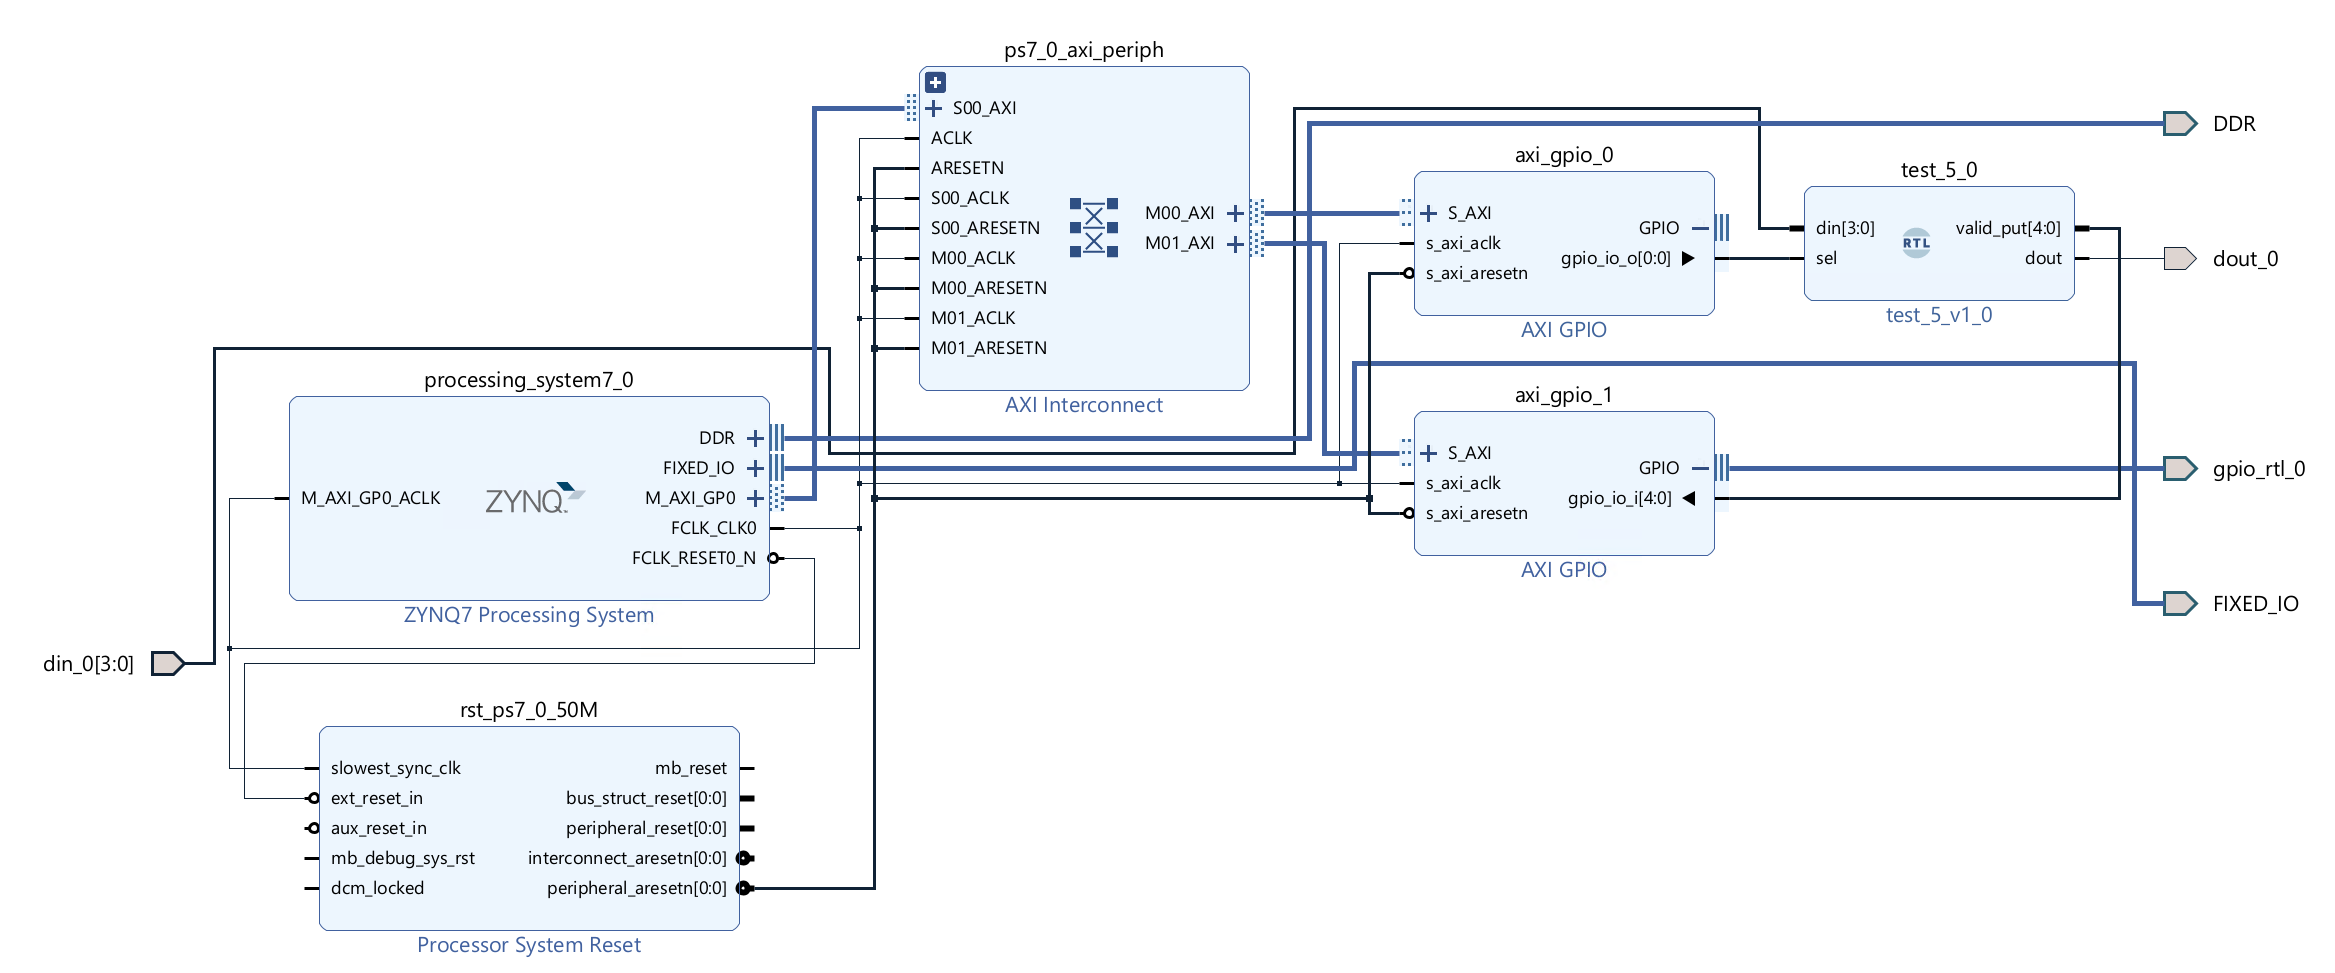 ps7_0_axi_periph
S00_AXI
ACLK
ARESETN
S00_ACLK
S00_ARESETN
M00_ACLK
M00_ARESETN
M01_ACLK
M01_ARESETN
M00_AXI
M01_AXI
AXI Interconnect
axi_gpio_0
S_AXI
s_axi_aclk
s_axi_aresetn
GPIO
gpio_io_o[0:0]
AXI GPIO
test_5_0
din[3:0]
sel
RTL
valid_put[4:0]
dout
test_5_v1_0
DDR
dout_0
gpio_rtl_0
FIXED_IO
axi_gpio_1
S_AXI
s_axi_aclk
s_axi_aresetn
GPIO
gpio_io_i[4:0]
AXI GPIO
processing_system7_0
M_AXI_GP0_ACLK
ZYNQ
DDR
FIXED_IO
M_AXI_GP0
FCLK_CLK0
FCLK_RESET0_N
ZYNQ7 Processing System
din_0[3:0]
rst_ps7_0_50M
slowest_sync_clk
ext_reset_in
aux_reset_in
mb_debug_sys_rst
dcm_locked
mb_reset
bus_struct_reset[0:0]
peripheral_reset[0:0]
interconnect_aresetn[0:0]
peripheral_aresetn[0:0]
Processor System Reset